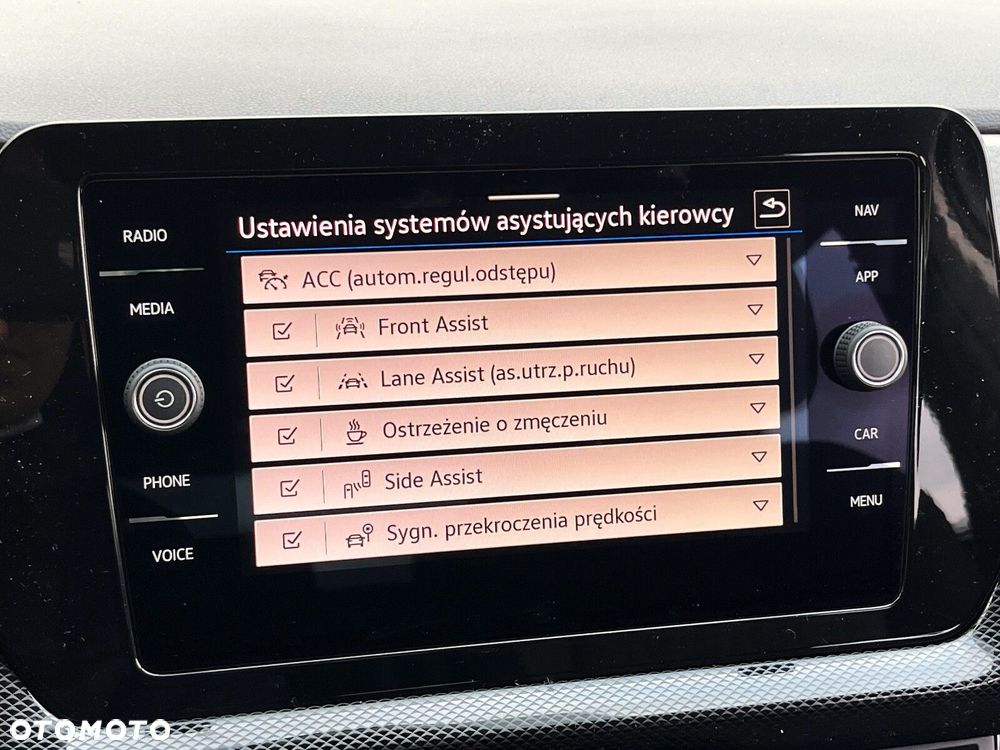 RADIO
MEDIA
PHONE
VOICE
Ustawienia systemów asystujących kierowcy
ACC (autom.regul.odstępu)
Front Assist
Lane Assist (as.utrz.p.ruchu)
Ostrzeżenie o zmęczeniu
Side Assist
Sygn. przekroczenia prędkości
NAV
APP
CAR
MENU
OTOMOTO